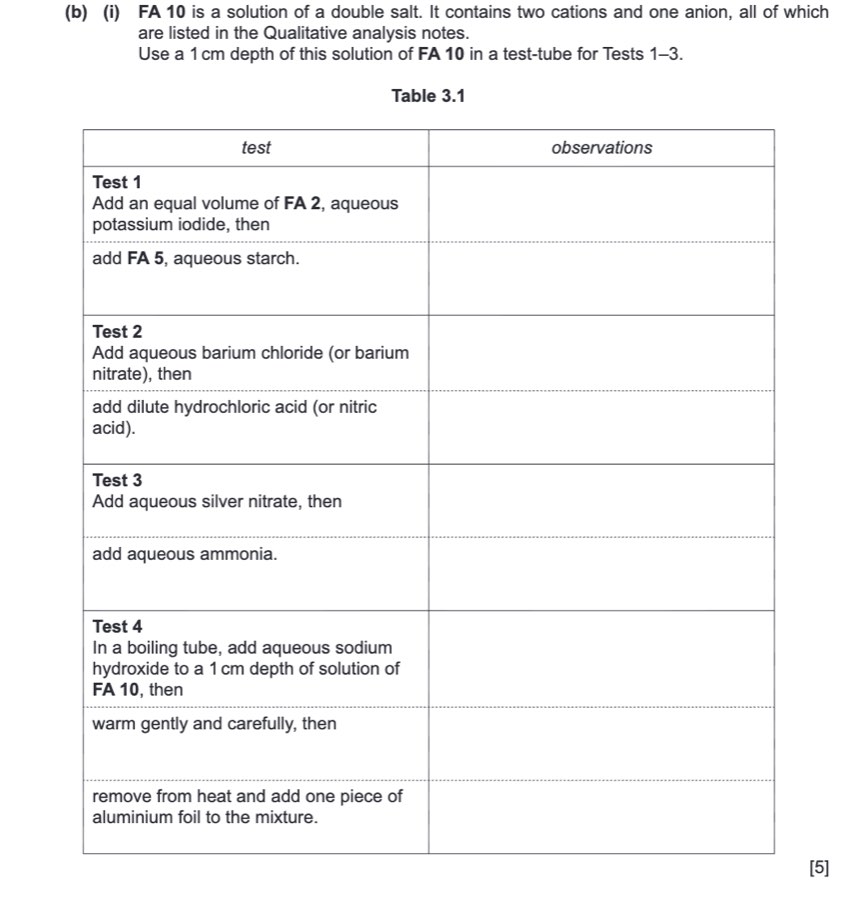 (b) (i) FA 10 is a solution of a double salt. It contains two cations and one anion, all of which
are listed in the Qualitative analysis notes.
Use a 1 cm depth of this solution of FA 10 in a test-tube for Tests 1–3.
Table 3.1
test observations
Test 1
Add an equal volume of FA 2, aqueous
potassium iodide, then
add FA 5, aqueous starch.
Test 2
Add aqueous barium chloride (or barium
nitrate), then
add dilute hydrochloric acid (or nitric
acid).
Test 3
Add aqueous silver nitrate, then
add aqueous ammonia.
Test 4
In a boiling tube, add aqueous sodium
hydroxide to a 1 cm depth of solution of
FA 10, then
warm gently and carefully, then
remove from heat and add one piece of
aluminium foil to the mixture.
[5]